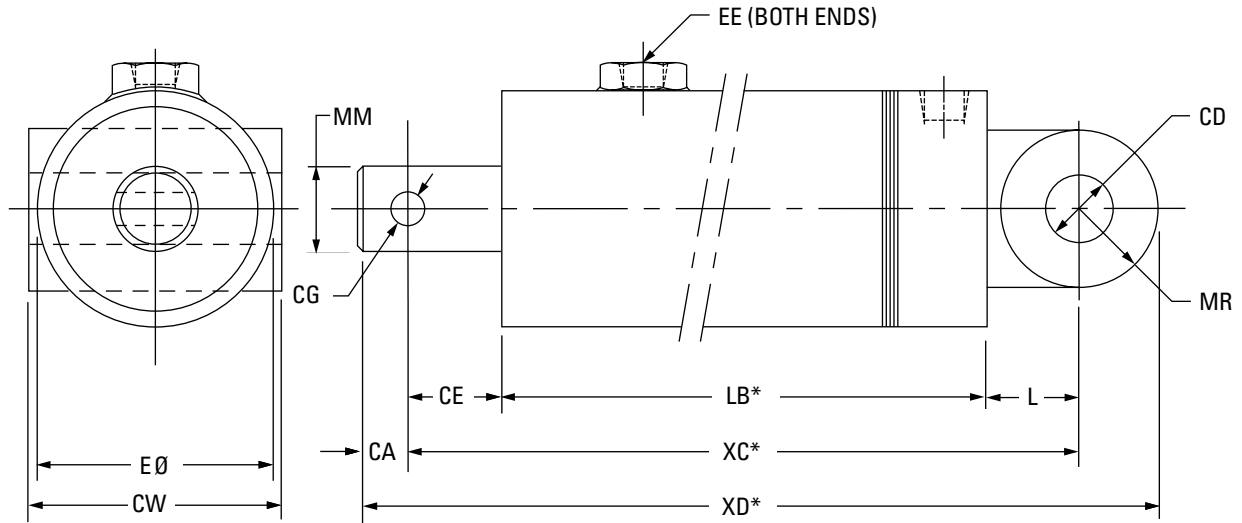 EE (BOTH ENDS)
MM
CD
CG
MR
CE
LB*
L
CA
XC*
EØ
CW
XD*